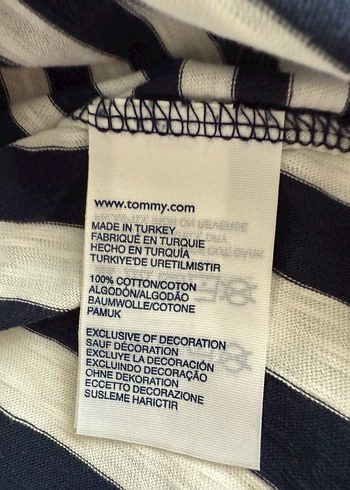 www.tommy.com
MADE IN TURKEY
FABRIQUÉ EN TURQUIE
HECHO EN TURQUÍA
TURKIYE'DE URETILMISTIR
100% COTTON/COTON
ALGODÓN/ALGODÃO
BAUMWOLLE/COTONE
PAMUK
EXCLUSIVE OF DECORATION
SAUF DÉCORATION
EXCLUYE LA DECORACIÓN
EXCLUINDO DECORAÇÃO
OHNE DEKORATION
ECCETTO DECORAZIONE
SUSLEME HARICTIR